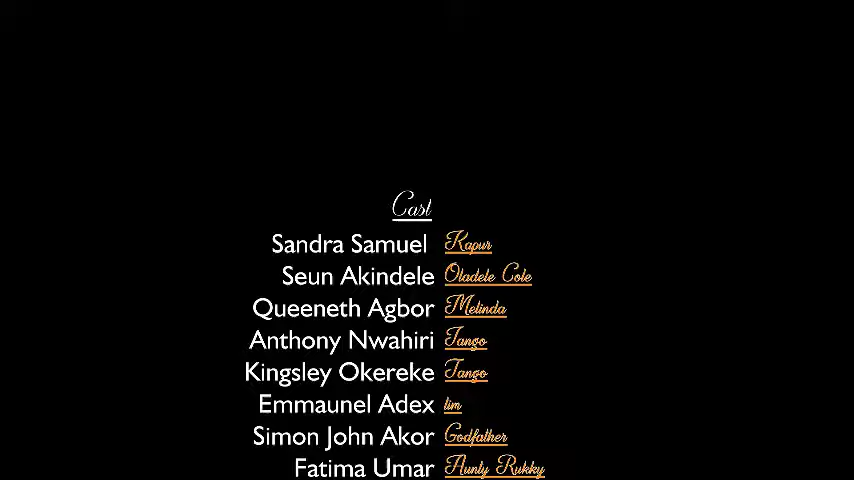 Cast
Sandra Samuel Kapur
Seun Akindele Oladele Cole
Queeneth Agbor Melinda
Anthony Nwahiri Tango
Kingsley Okereke Tango
Emmaunel Adex tim
Simon John Akor Godfather
Fatima Umar Aunty Rukky